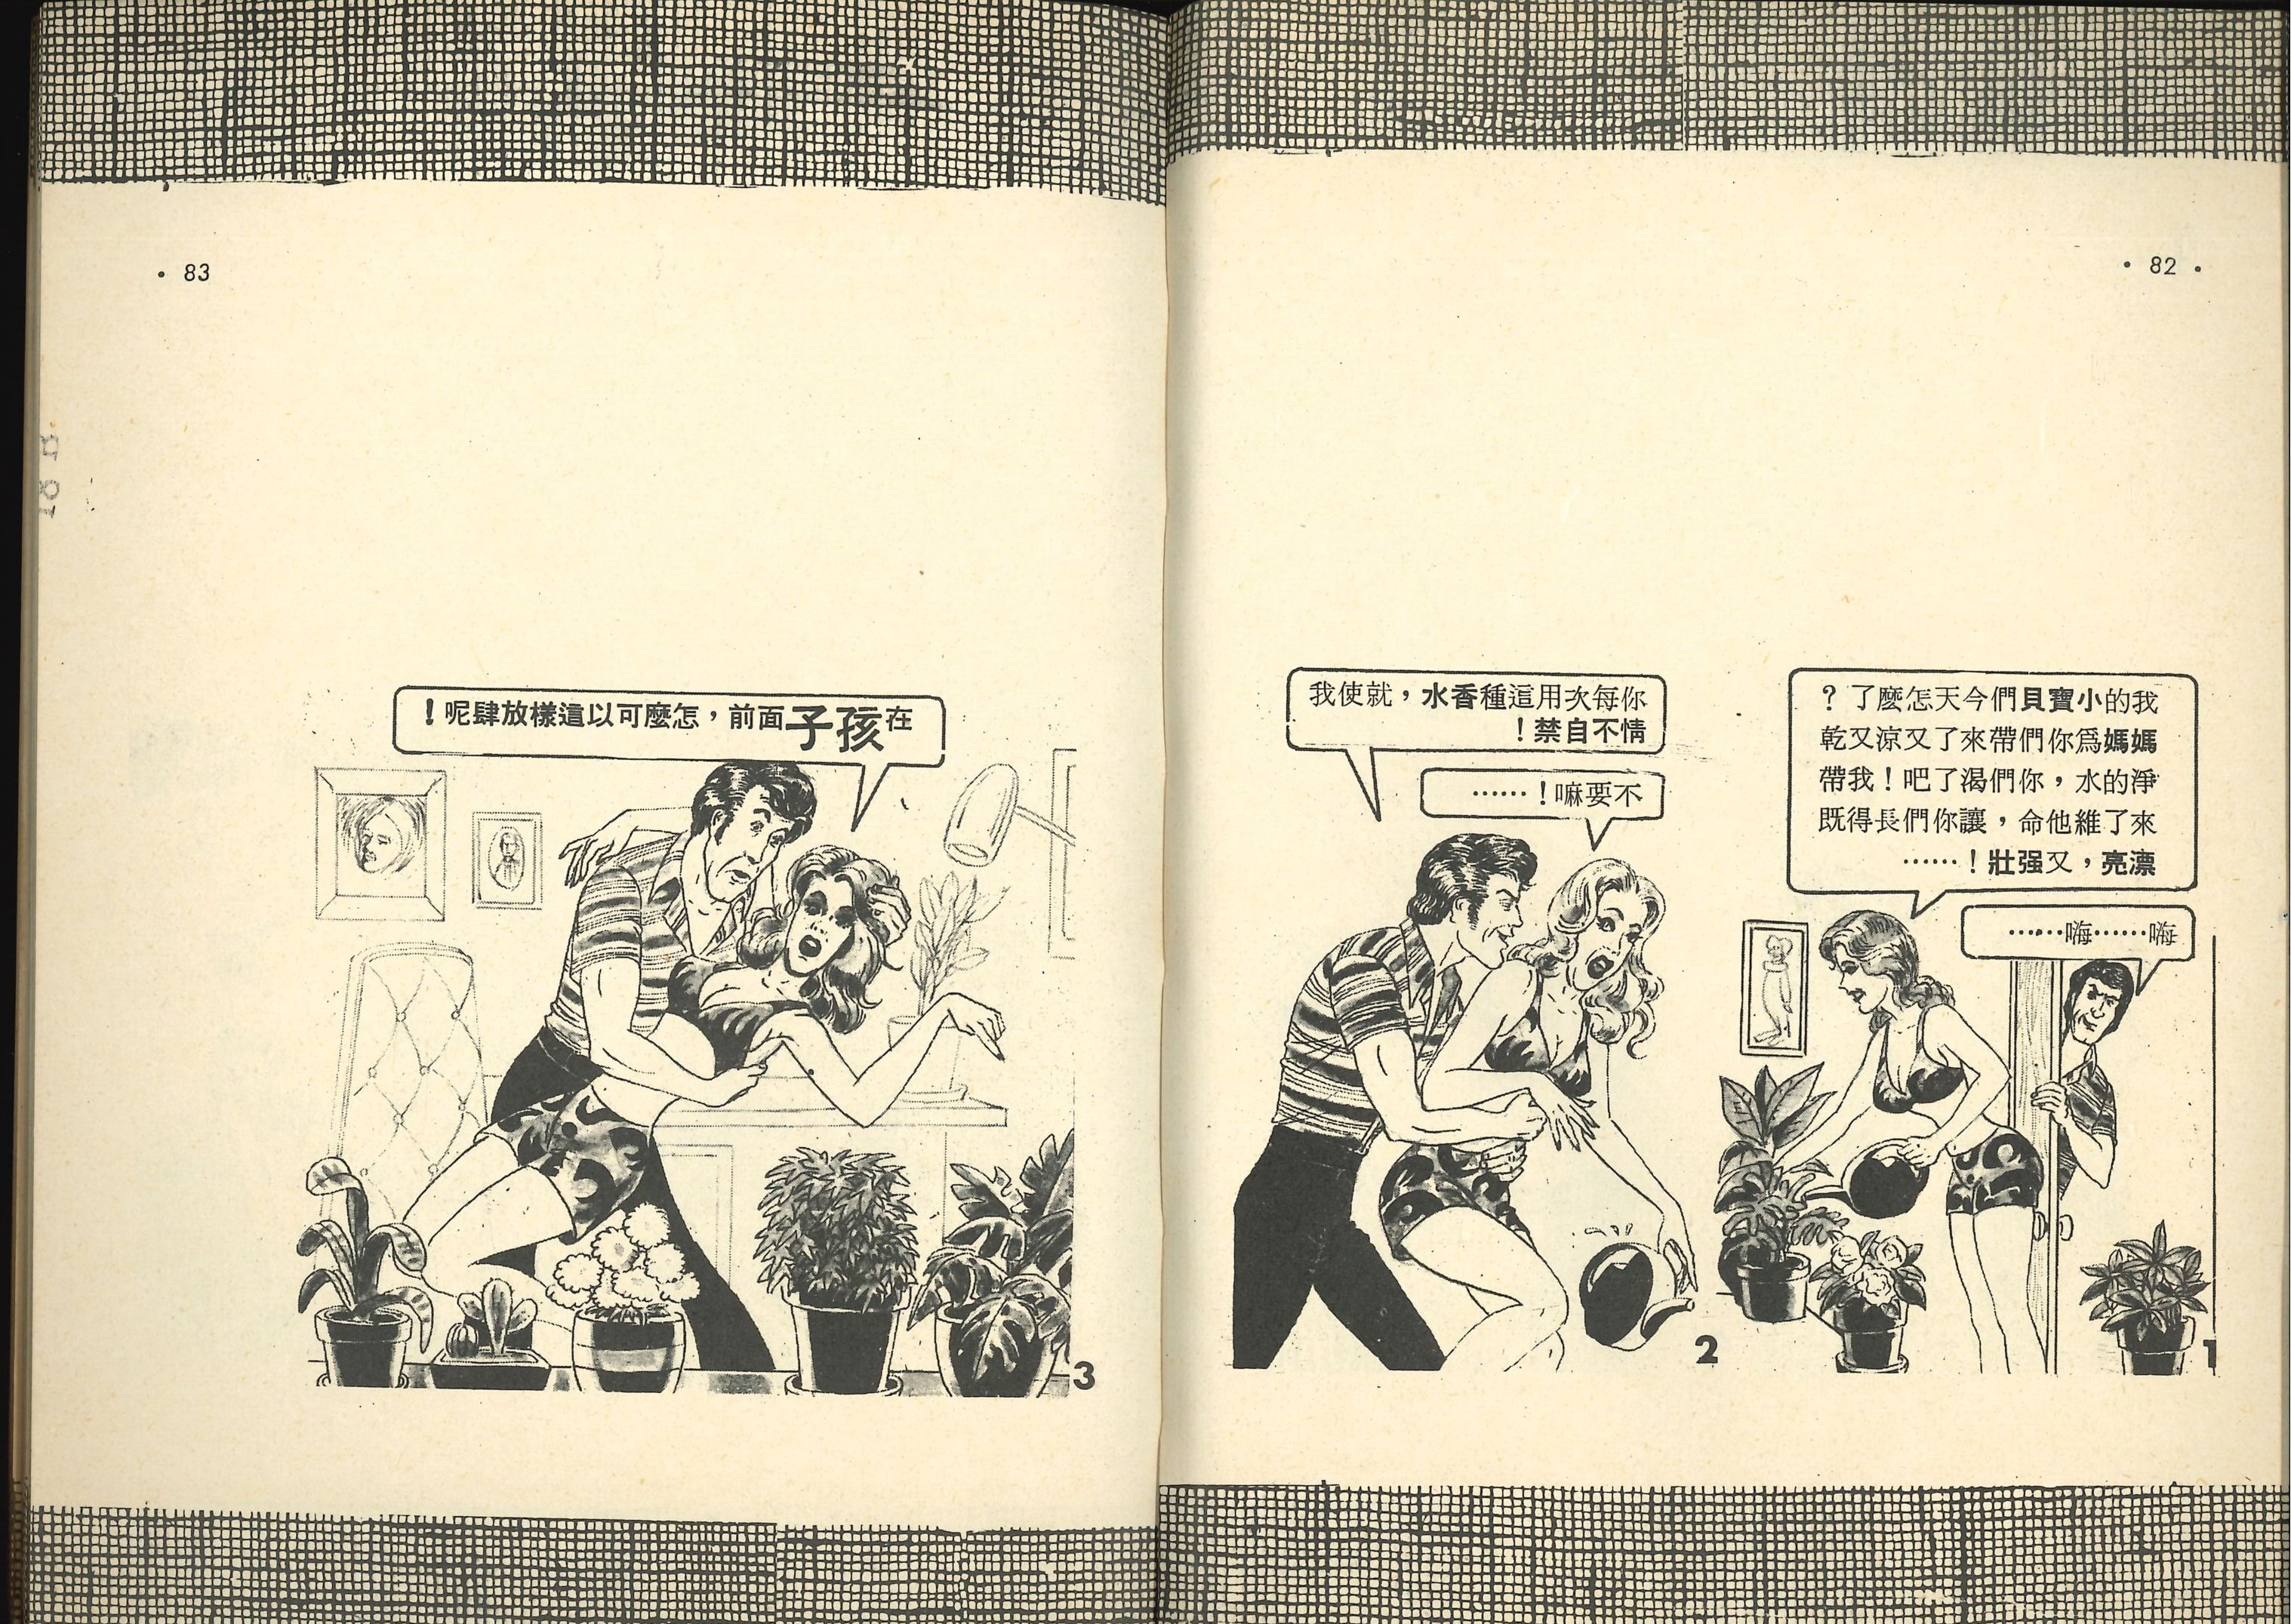 • 82 •
我的小寶貝們今天怎麼了？
媽媽爲你們帶來了又涼又乾
淨的水，你們渴了吧！我帶
來了維他命，讓你們長得既
漂亮，又强壯！……
嗨……嗨……
1
你每次用這種香水，就使我
情不自禁！
不要嘛！……
2
• 83
在孩子面前，怎麼可以這樣放肆呢！
3